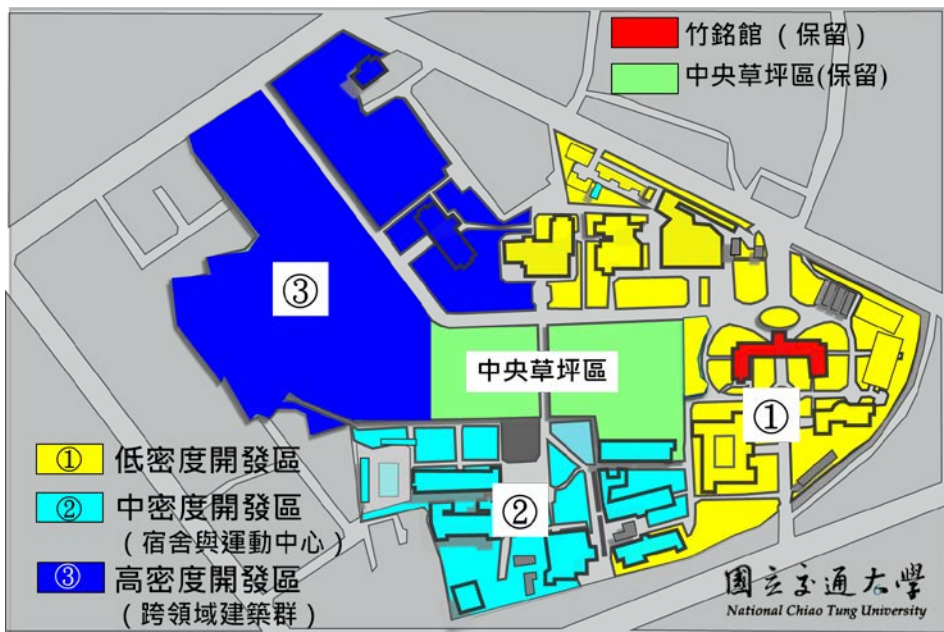 竹銘館（保留）
中央草坪區(保留)
③
中央草坪區
①
②
① 低密度開發區
② 中密度開發區
（宿舍與運動中心）
③ 高密度開發區
（跨領域建築群）
國立交通大學
National Chiao Tung University